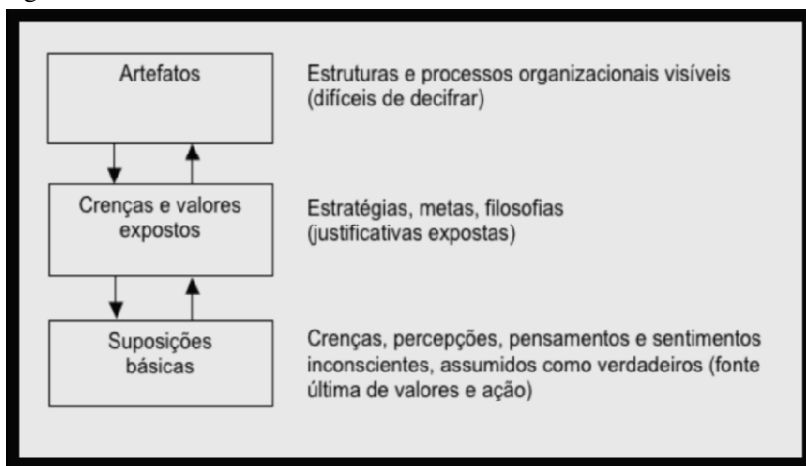 Artefatos
Estruturas e processos organizacionais visíveis
(difíceis de decifrar)
Crenças e valores
expostos
Estratégias, metas, filosofias
(justificativas expostas)
Suposições
básicas
Crenças, percepções, pensamentos e sentimentos
inconscientes, assumidos como verdadeiros (fonte
última de valores e ação)